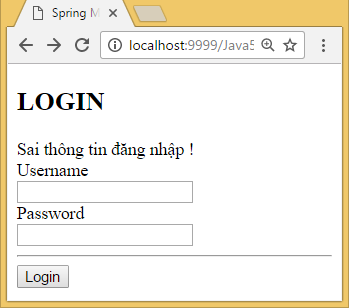 Spring M
localhost:9999/Java5
LOGIN
Sai thông tin đăng nhập !
Username
Password
Login